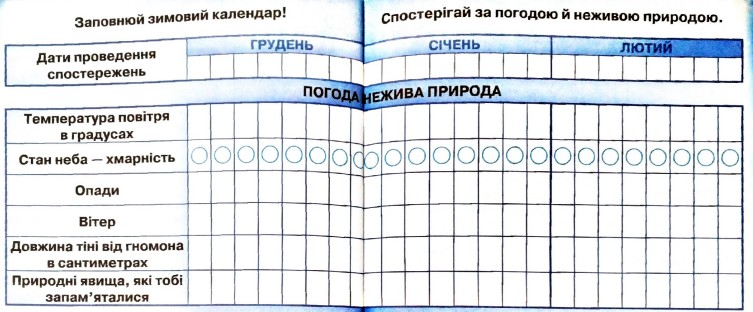 Заповнюй зимовий календар!
Спостерігай за погодою й неживою природою.
Дати проведення
спостережень
ГРУДЕНЬ
СІЧЕНЬ
ЛЮТИЙ
ПОГОДА НЕЖИВА ПРИРОДА
Температура повітря
в градусах
Стан неба — хмарність
Опади
Вітер
Довжина тіні від гномона
в сантиметрах
Природні явища, які тобі
запам’яталися